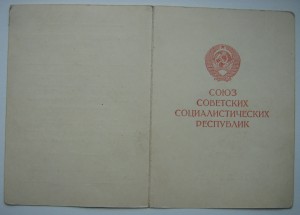 СОЮЗ
СОВЕТСКИХ
СОЦИАЛИСТИЧЕСКИХ
РЕСПУБЛИК